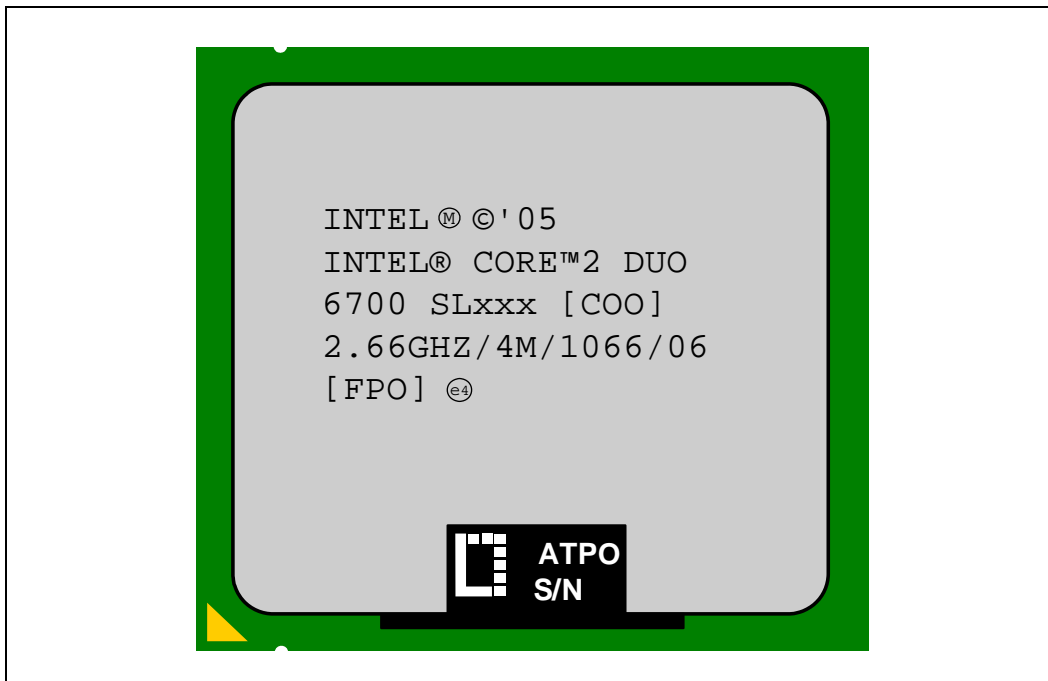 INTEL Ⓜ ©'05
INTEL® CORE™2 DUO
6700 SLxxx [COO]
2.66GHZ/4M/1066/06
[FPO] ⓔ4
ATPO
S/N